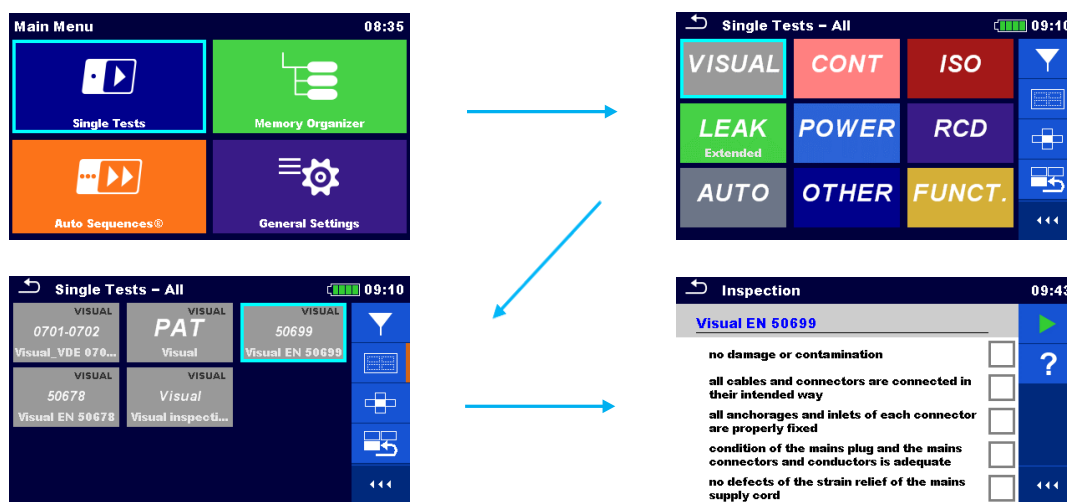 Main Menu 08:35
Single Tests
Memory Organizer
Auto Sequences®
General Settings
Single Tests – All 09:10
VISUAL CONT ISO
LEAK POWER RCD
Extended
AUTO OTHER FUNCT.
Single Tests – All 09:10
VISUAL VISUAL VISUAL
0701-0702 PAT 50699
Visual_VDE 070... Visual Visual EN 50699
VISUAL VISUAL
50678 Visual
Visual EN 50678 Visual inspecti...
Inspection 09:43
Visual EN 50699
no damage or contamination
?
all cables and connectors are connected in
their intended way
all anchorages and inlets of each connector
are properly fixed
condition of the mains plug and the mains
connectors and conductors is adequate
no defects of the strain relief of the mains
supply cord